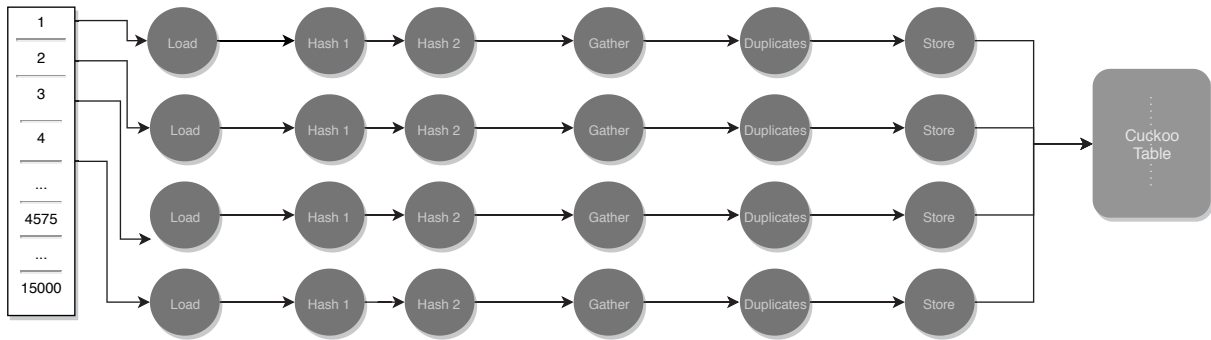 1
2
3
4
...
4575
...
15000
Load Hash 1 Hash 2 Gather Duplicates Store
Load Hash 1 Hash 2 Gather Duplicates Store
Load Hash 1 Hash 2 Gather Duplicates Store
Load Hash 1 Hash 2 Gather Duplicates Store
Cuckoo
Table